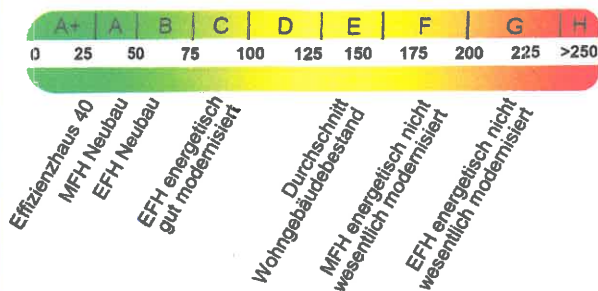 A+ A B C D E F G H
0 25 50 75 100 125 150 175 200 225 >250
Effizienzhaus 40
MFH Neubau
EFH Neubau
EFH energetisch
gut modernisiert
Durchschnitt
Wohngebäudebestand
MFH energetisch nicht
wesentlich modernisiert
EFH energetisch nicht
wesentlich modernisiert